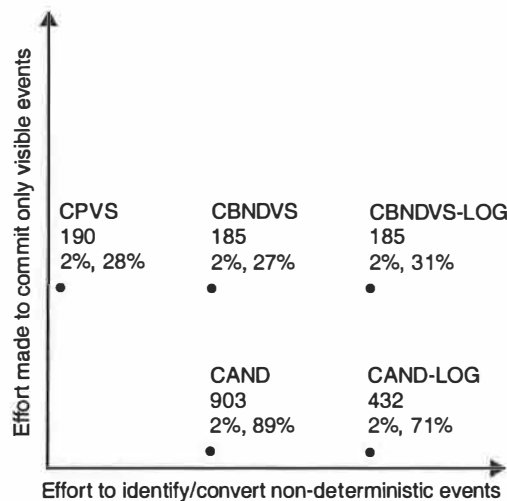 Effort made to commit only visible events
CPVS
190
2%, 28%
CBNDVS
185
2%, 27%
CBNDVS-LOG
185
2%, 31%
CAND
903
2%, 89%
CAND-LOG
432
2%, 71%
Effort to identify/convert non-deterministic events